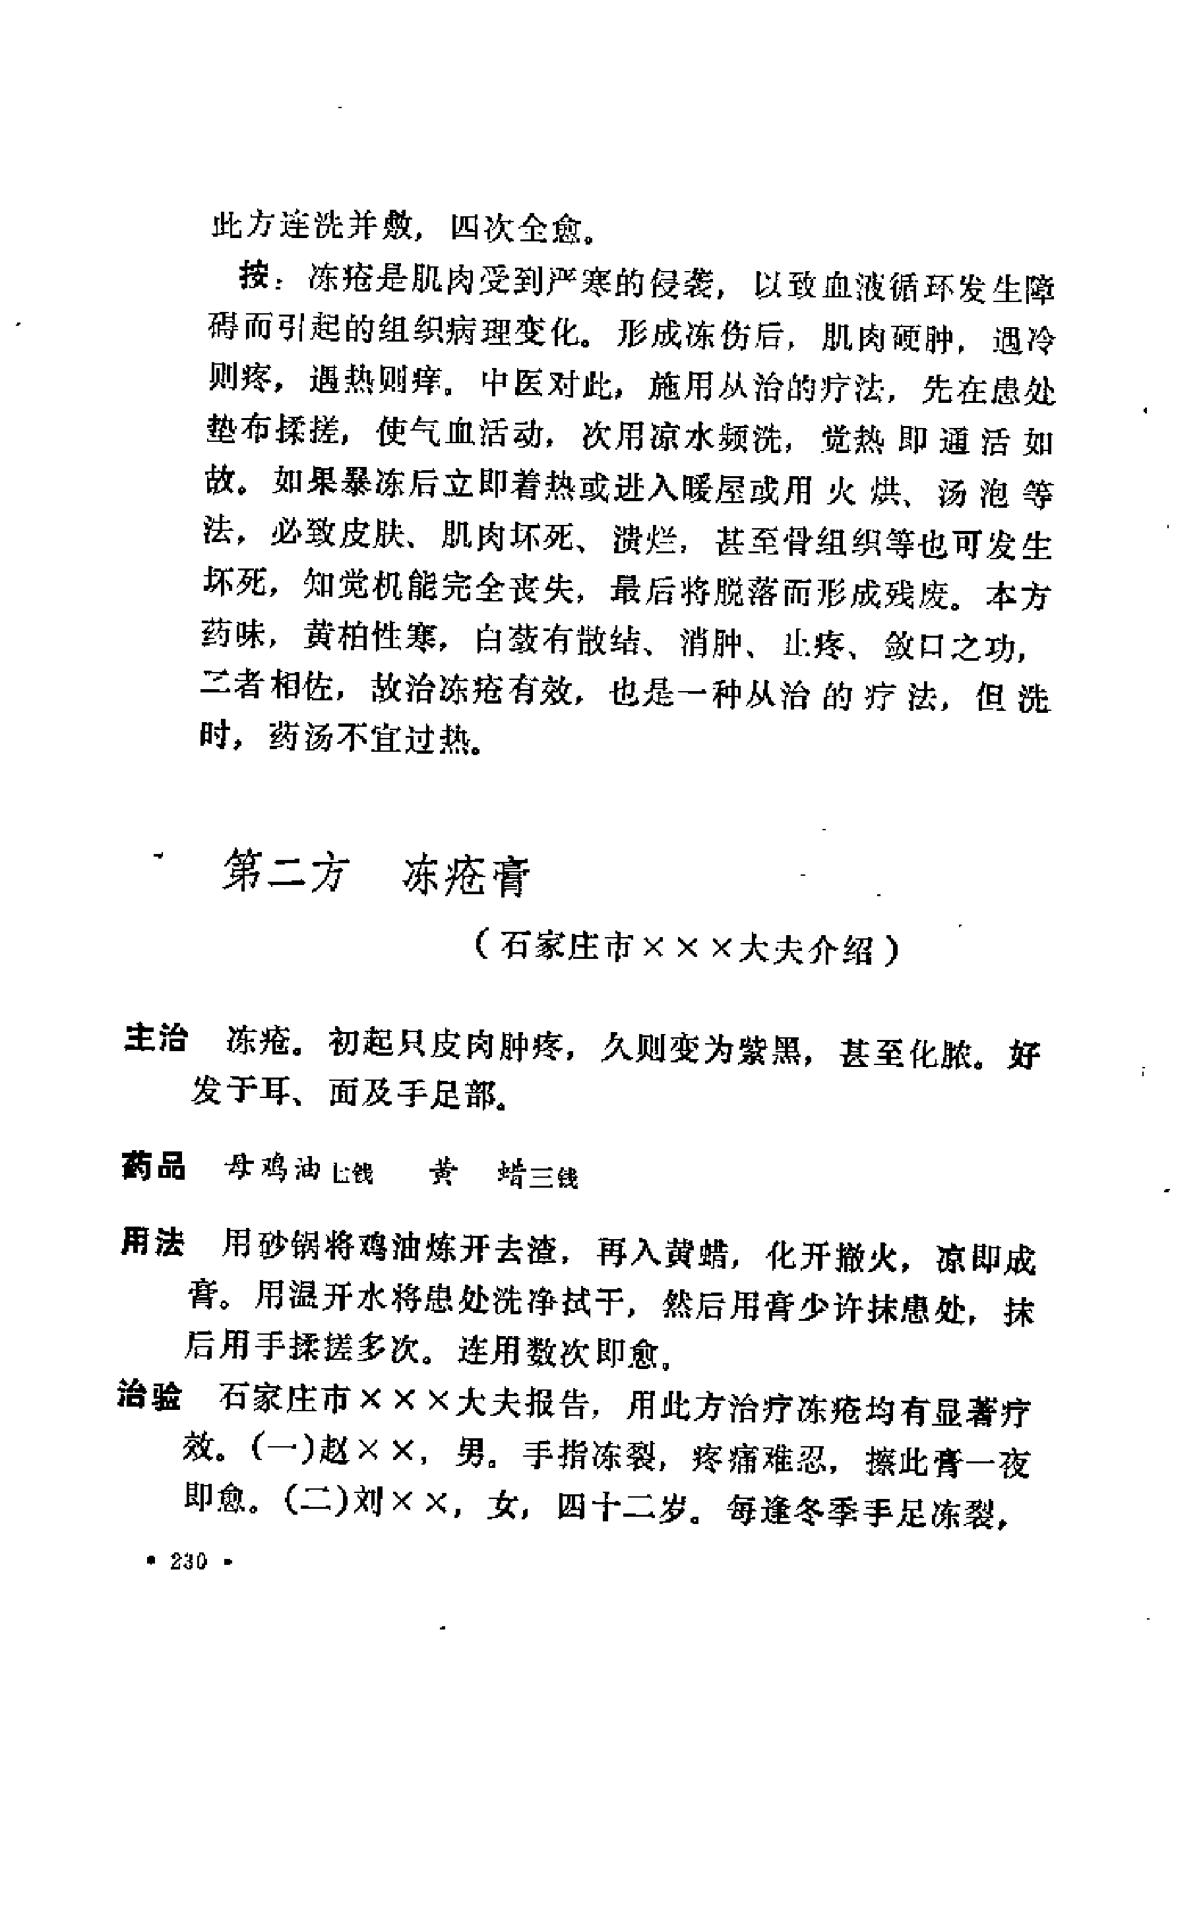 此方连洗并敷，四次全愈。
按：冻疮是肌肉受到严寒的侵袭，以致血液循环发生障
碍而引起的组织病理变化。形成冻伤后，肌肉硬肿，遇冷
则疼，遇热则痒。中医对此，施用从治的疗法，先在患处
垫布揉搓，使气血活动，次用凉水频洗，觉热即通活如
故。如果暴冻后立即着热或进入暖屋或用火烘、汤泡等
法，必致皮肤、肌肉坏死、溃烂，甚至骨组织等也可发生
坏死，知觉机能完全丧失，最后将脱落而形成残废。本方
药味，黄柏性寒，白蔹有散结、消肿、止疼、敛口之功，
二者相佐，故治冻疮有效，也是一种从治的疗法，但洗
时，药汤不宜过热。
第二方 冻疮膏
（石家庄市×××大夫介绍）
主治 冻疮。初起只皮肉肿疼，久则变为紫黑，甚至化脓。好
发于耳、面及手足部。
药品 母鸡油七钱 黄 蜡三钱
用法 用砂锅将鸡油炼开去渣，再入黄蜡，化开撤火，凉即成
膏。用温开水将患处洗净拭干，然后用膏少许抹患处，抹
后用手揉搓多次。连用数次即愈。
治验 石家庄市×××大夫报告，用此方治疗冻疮均有显著疗
效。(一)赵××，男。手指冻裂，疼痛难忍，擦此膏一夜
即愈。(二)刘××，女，四十二岁。每逢冬季手足冻裂，
• 230 •